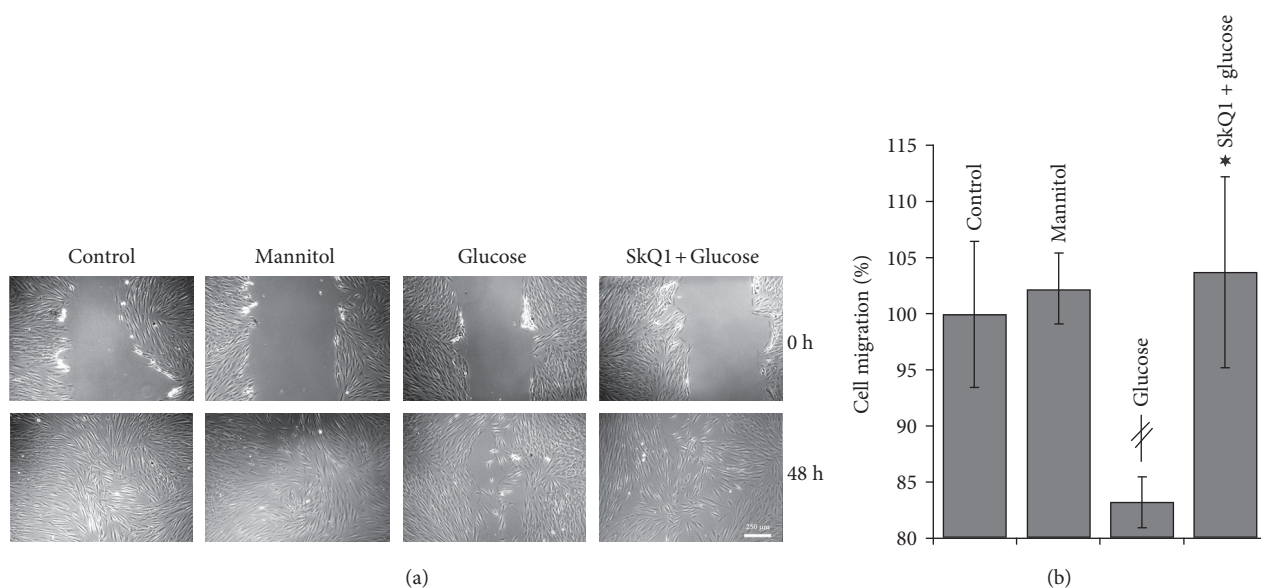 Control
Mannitol
Glucose
SkQ1 + Glucose
0 h
48 h
250 μm
(a)
Cell migration (%)
115
110
105
100
95
90
85
80
Control
Mannitol
Glucose
★ SkQ1 + glucose
(b)